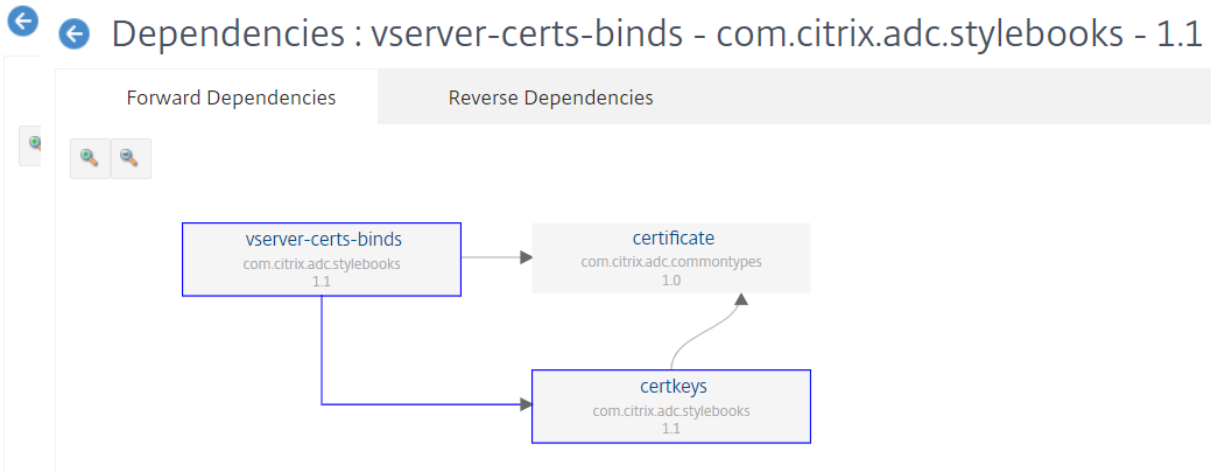 Dependencies : vserver-certs-binds - com.citrix.adc.stylebooks - 1.1
Forward Dependencies
Reverse Dependencies
vserver-certs-binds
com.citrix.adc.stylebooks
1.1
certificate
com.citrix.adc.commontypes
1.0
certkeys
com.citrix.adc.stylebooks
1.1